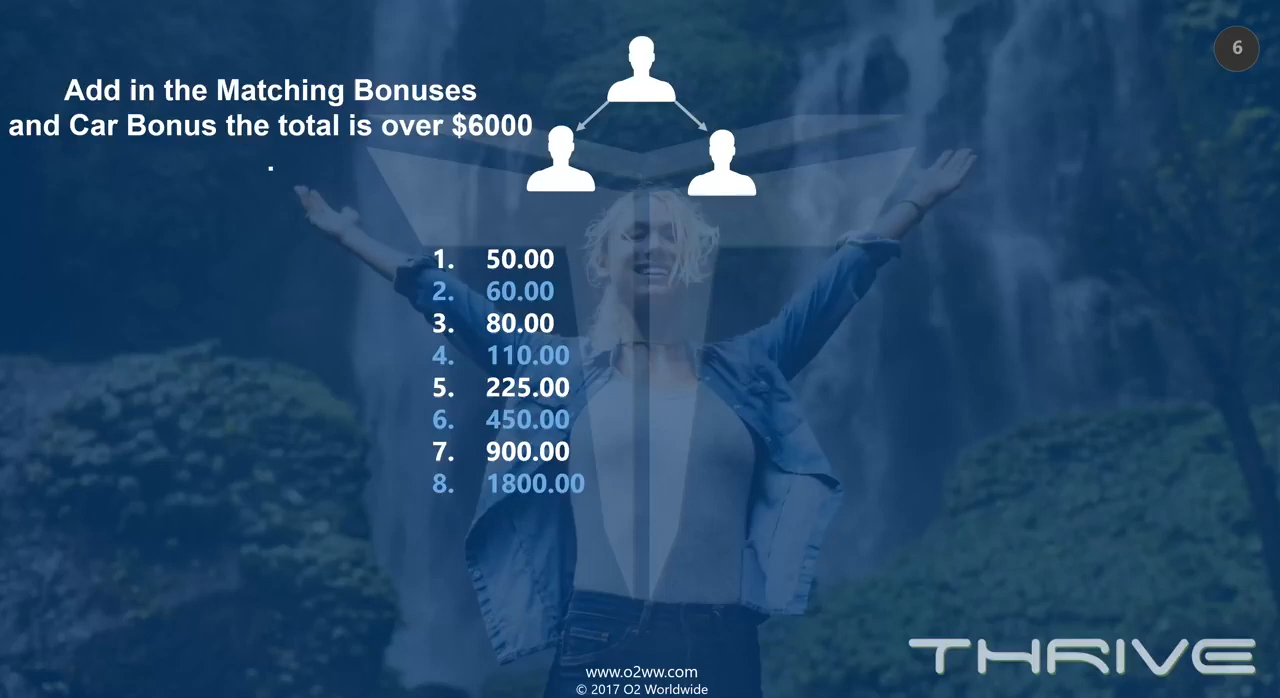 6
Add in the Matching Bonuses
and Car Bonus the total is over $6000
.
1. 50.00
2. 60.00
3. 80.00
4. 110.00
5. 225.00
6. 450.00
7. 900.00
8. 1800.00
THRIVE
www.o2ww.com
© 2017 O2 Worldwide